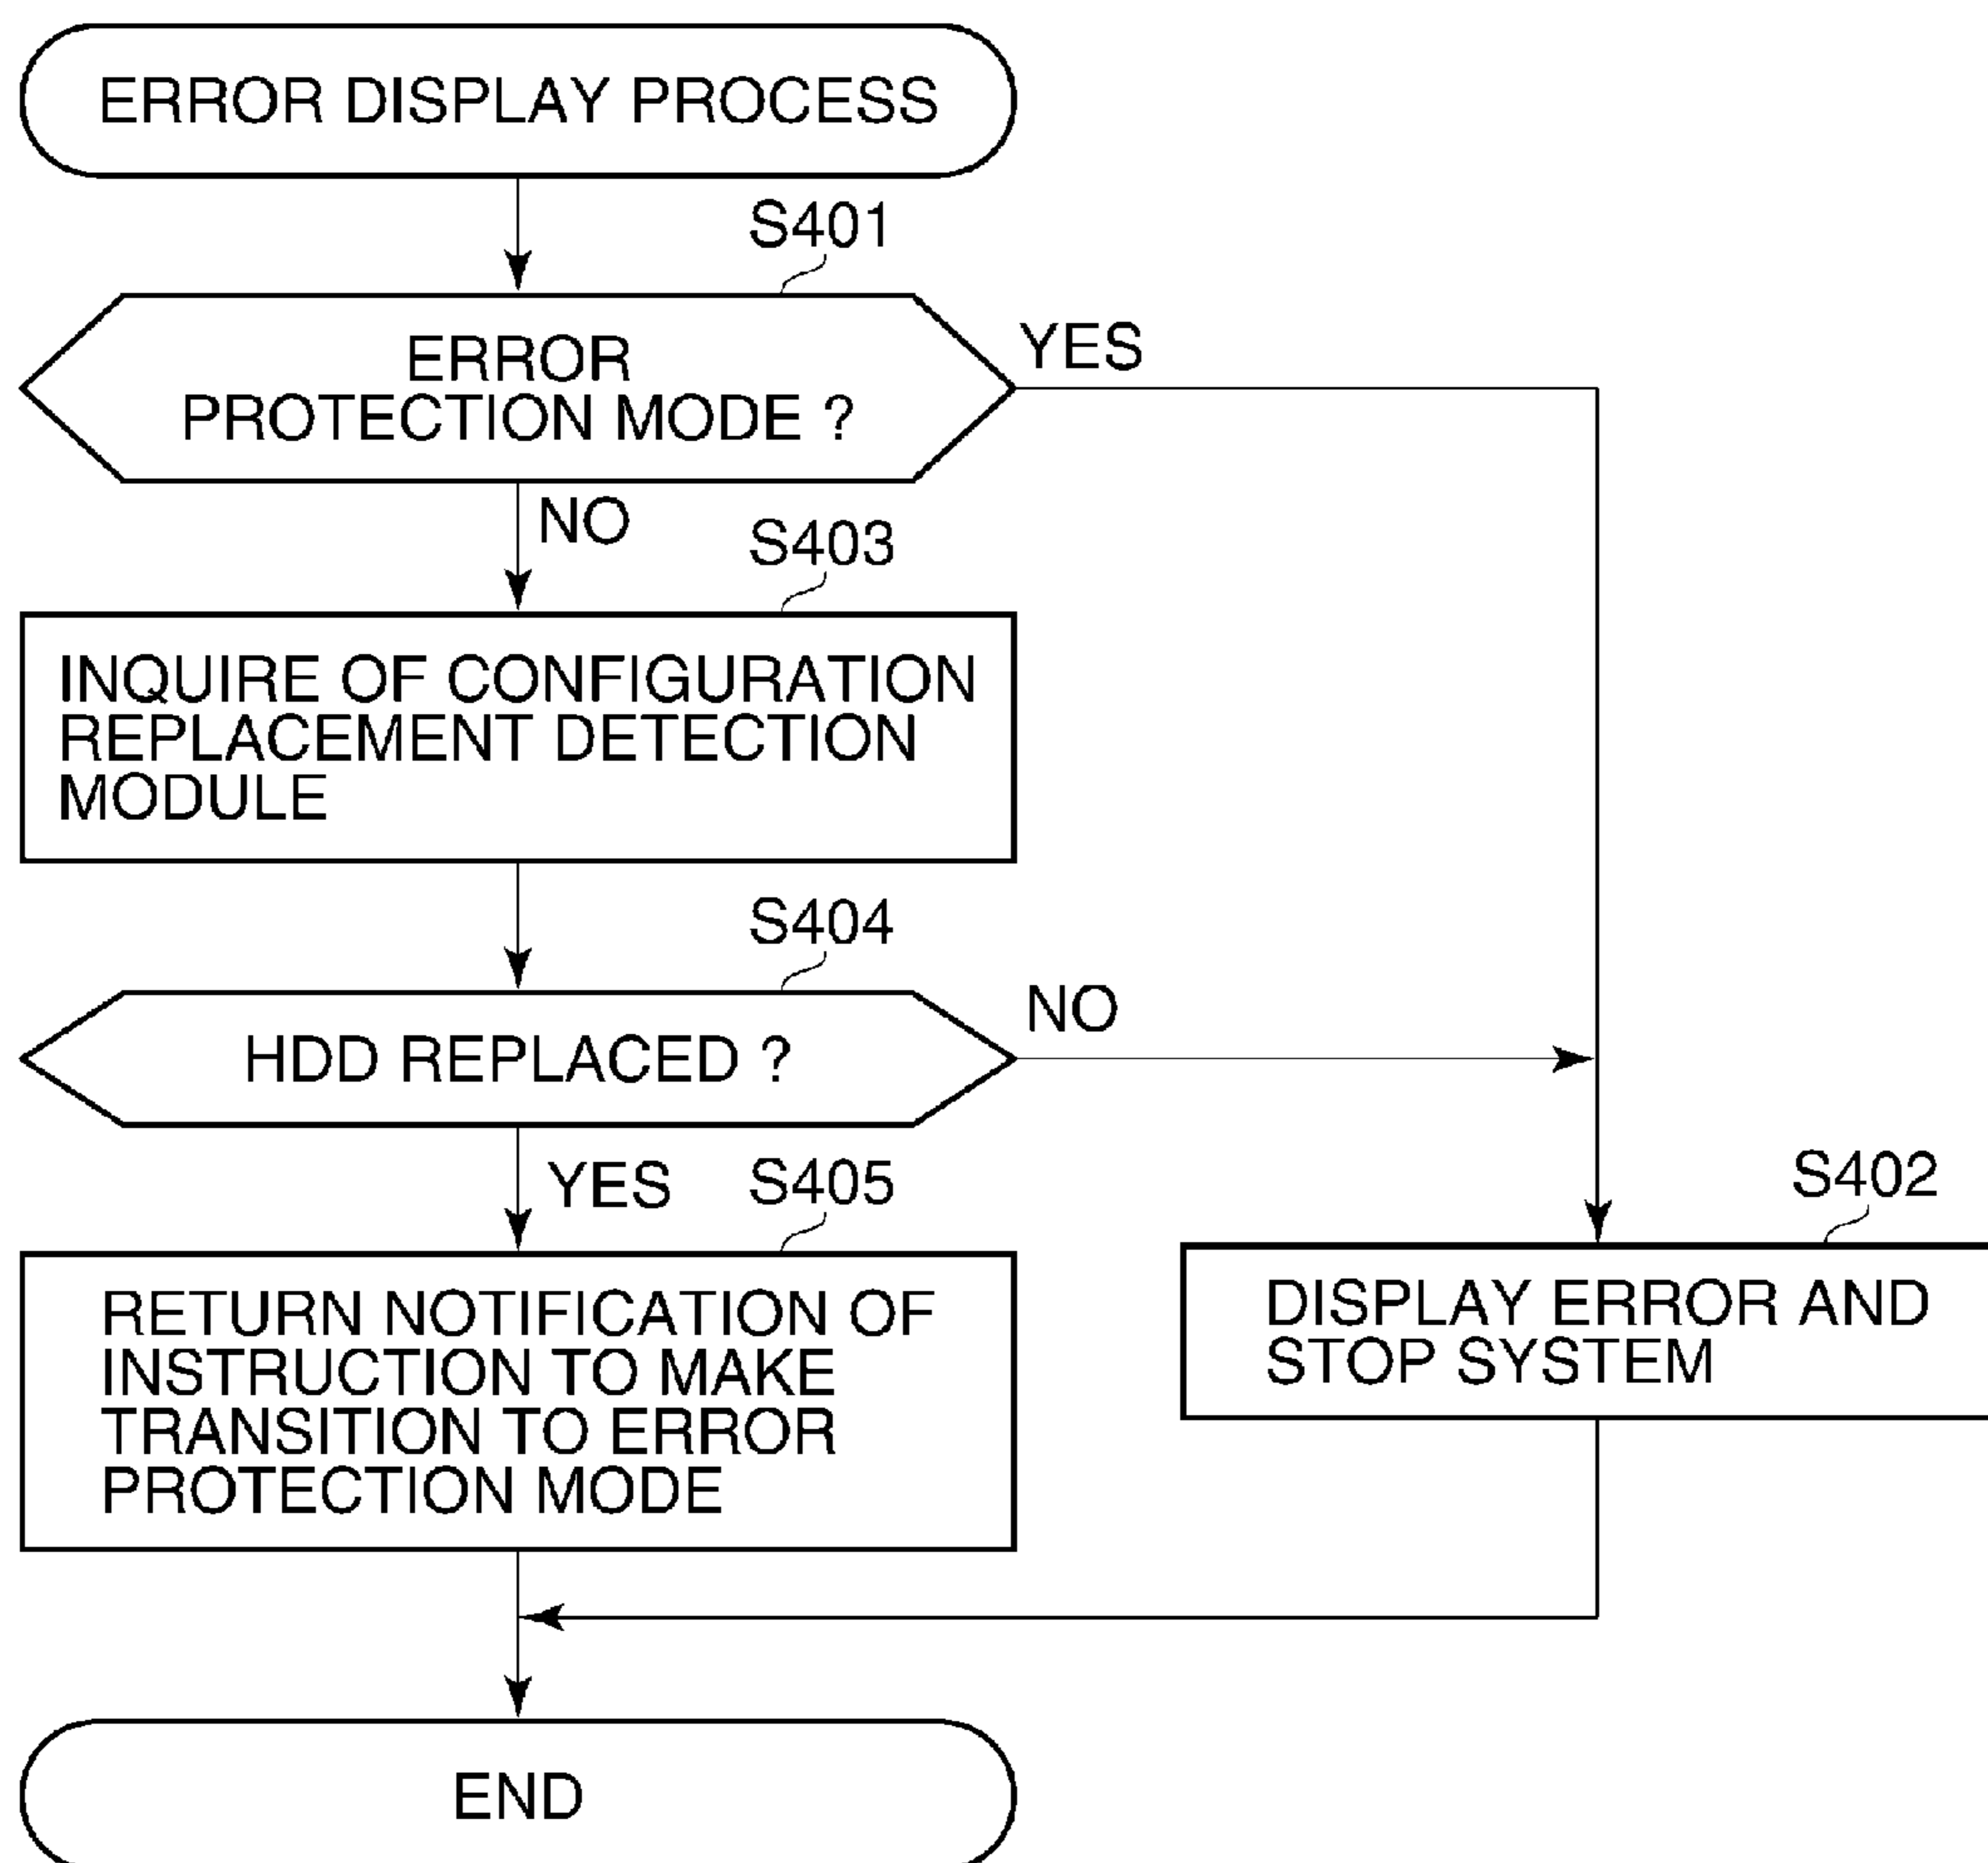 ERROR DISPLAY PROCESS
S401
ERROR
PROTECTION MODE ?
YES
NO
S403
INQUIRE OF CONFIGURATION
REPLACEMENT DETECTION
MODULE
S404
HDD REPLACED ?
NO
YES
S405
RETURN NOTIFICATION OF
INSTRUCTION TO MAKE
TRANSITION TO ERROR
PROTECTION MODE
S402
DISPLAY ERROR AND
STOP SYSTEM
END